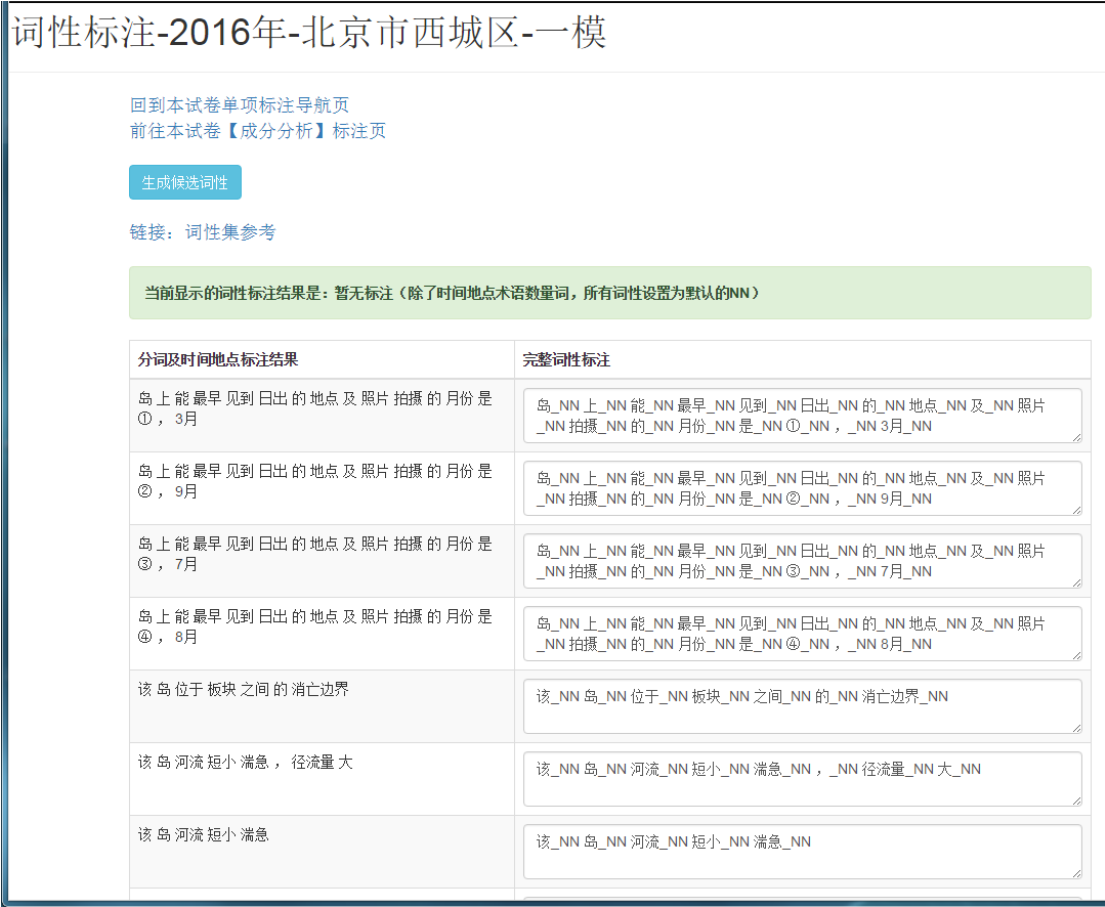 词性标注-2016年-北京市西城区-一模
回到本试卷单项标注导航页
前往本试卷【成分分析】标注页
生成候选词性
链接：词性集参考
当前显示的词性标注结果是：暂无标注（除了时间地点术语数量词，所有词性设置为默认的NN）
分词及时间地点标注结果
完整词性标注
岛 上 能 最早 见到 日出 的 地点 及 照片 拍摄 的 月份 是
① ， 3月
岛_NN 上_NN 能_NN 最早_NN 见到_NN 日出_NN 的_NN 地点_NN 及_NN 照片
_NN 拍摄_NN 的_NN 月份_NN 是_NN ①_NN ，_NN 3月_NN
岛 上 能 最早 见到 日出 的 地点 及 照片 拍摄 的 月份 是
② ， 9月
岛_NN 上_NN 能_NN 最早_NN 见到_NN 日出_NN 的_NN 地点_NN 及_NN 照片
_NN 拍摄_NN 的_NN 月份_NN 是_NN ②_NN ，_NN 9月_NN
岛 上 能 最早 见到 日出 的 地点 及 照片 拍摄 的 月份 是
③ ， 7月
岛_NN 上_NN 能_NN 最早_NN 见到_NN 日出_NN 的_NN 地点_NN 及_NN 照片
_NN 拍摄_NN 的_NN 月份_NN 是_NN ③_NN ，_NN 7月_NN
岛 上 能 最早 见到 日出 的 地点 及 照片 拍摄 的 月份 是
④ ， 8月
岛_NN 上_NN 能_NN 最早_NN 见到_NN 日出_NN 的_NN 地点_NN 及_NN 照片
_NN 拍摄_NN 的_NN 月份_NN 是_NN ④_NN ，_NN 8月_NN
该 岛 位于 板块 之间 的 消亡边界
该_NN 岛_NN 位于_NN 板块_NN 之间_NN 的_NN 消亡边界_NN
该 岛 河流 短小 湍急 ， 径流量 大
该_NN 岛_NN 河流_NN 短小_NN 湍急_NN ，_NN 径流量_NN 大_NN
该 岛 河流 短小 湍急
该_NN 岛_NN 河流_NN 短小_NN 湍急_NN